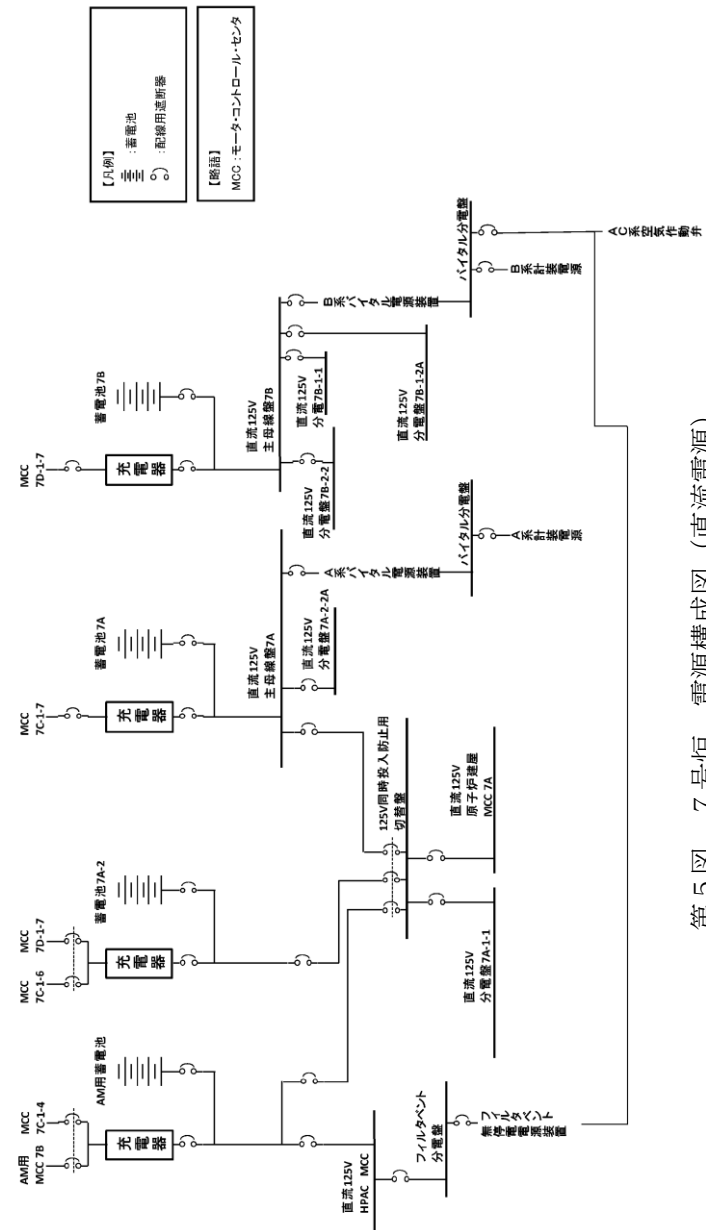 【凡例】
：蓄電池
：配線用遮断器
【略語】
MCC：モータ・コントロール・センタ
AM用
MCC 7B
MCC
7C-1-4
充電器
AM用蓄電池
MCC
7C-1-6
MCC
7D-1-7
充電器
蓄電池7A-2
MCC
7C-1-7
充電器
蓄電池7A
MCC
7D-1-7
充電器
蓄電池7B
直流125V
主母線盤7A
直流125V
主母線盤7B
直流125V
HPAC MCC
フィルタベント
分電盤
フィルタベント
無停電電源装置
125V同時投入防止用
切替盤
直流125V
分電盤7A-1-1
直流125V
原子炉建屋
MCC 7A
直流125V
分電盤7A-2-2A
A系バイタル電源装置
バイタル分電盤
A系計装電源
直流125V
分電盤7B-2-2
直流125V
分電7B-1-1
直流125V
分電盤7B-1-2A
B系バイタル電源装置
バイタル分電盤
B系計装電源
AC系空気作動弁
第5図 7号炉 電源構成図（直流電源）